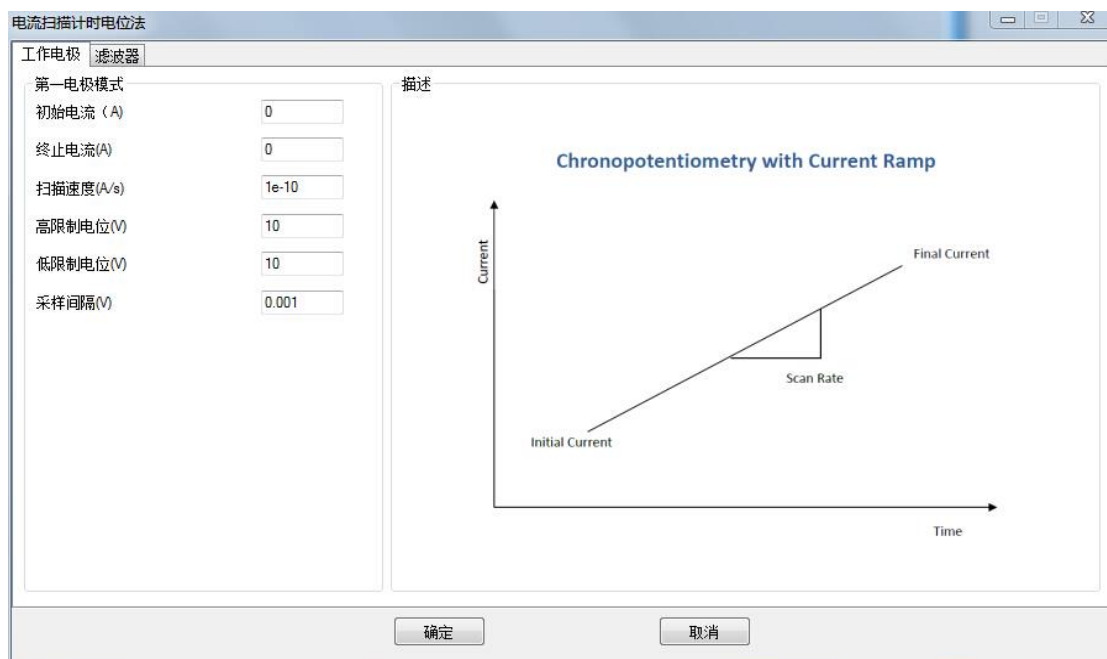 电流扫描计时电位法
工作电极 滤波器
第一电极模式
初始电流（A) 0
终止电流(A) 0
扫描速度(A/s) 1e-10
高限制电位(V) 10
低限制电位(V) 10
采样间隔(V) 0.001
描述
Chronopotentiometry with Current Ramp
Current
Final Current
Scan Rate
Initial Current
Time
确定 取消